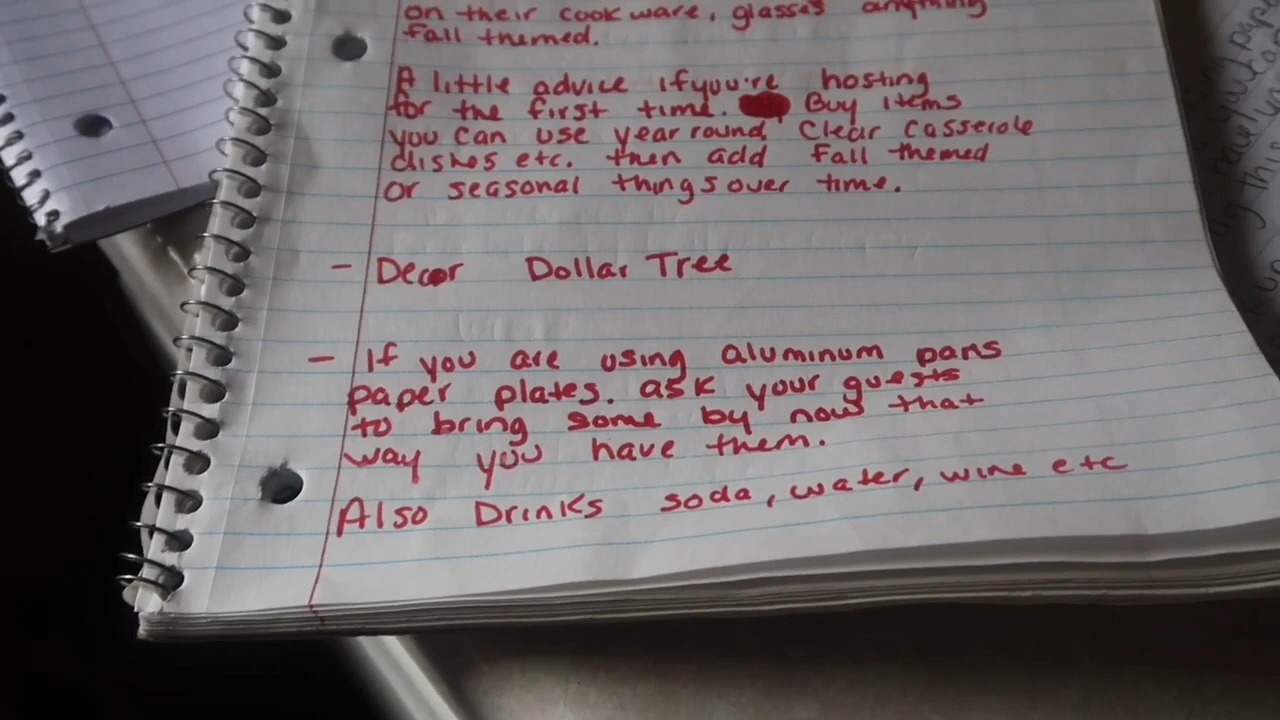 on their cookware, glasses anything
fall themed.
A little advice if you're hosting
for the first time. Buy items
you can use year round Clear casserole
dishes etc. then add fall themed
or seasonal things over time.
- Decor Dollar Tree
- If you are using aluminum pans
paper plates. ask your guests
to bring some by now that
way you have them.
Also Drinks soda, water, wine etc